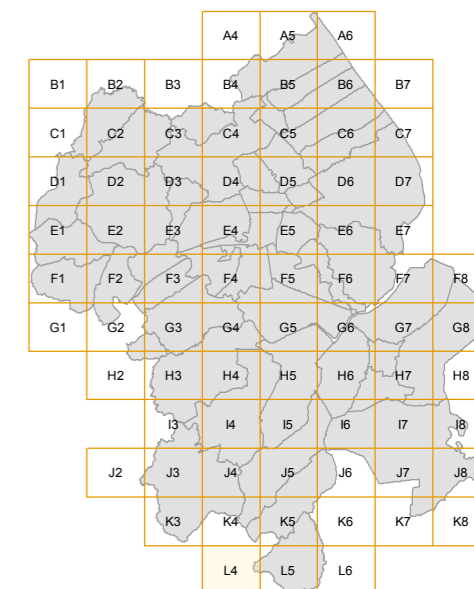 A4 A5 A6
B1 B2 B3 B4 B5 B6 B7
C1 C2 C3 C4 C5 C6 C7
D1 D2 D3 D4 D5 D6 D7
E1 E2 E3 E4 E5 E6 E7
F1 F2 F3 F4 F5 F6 F7 F8
G1 G2 G3 G4 G5 G6 G7 G8
H2 H3 H4 H5 H6 H7 H8
I3 I4 I5 I6 I7 I8
J2 J3 J4 J5 J6 J7 J8
K3 K4 K5 K6 K7 K8
L4 L5 L6